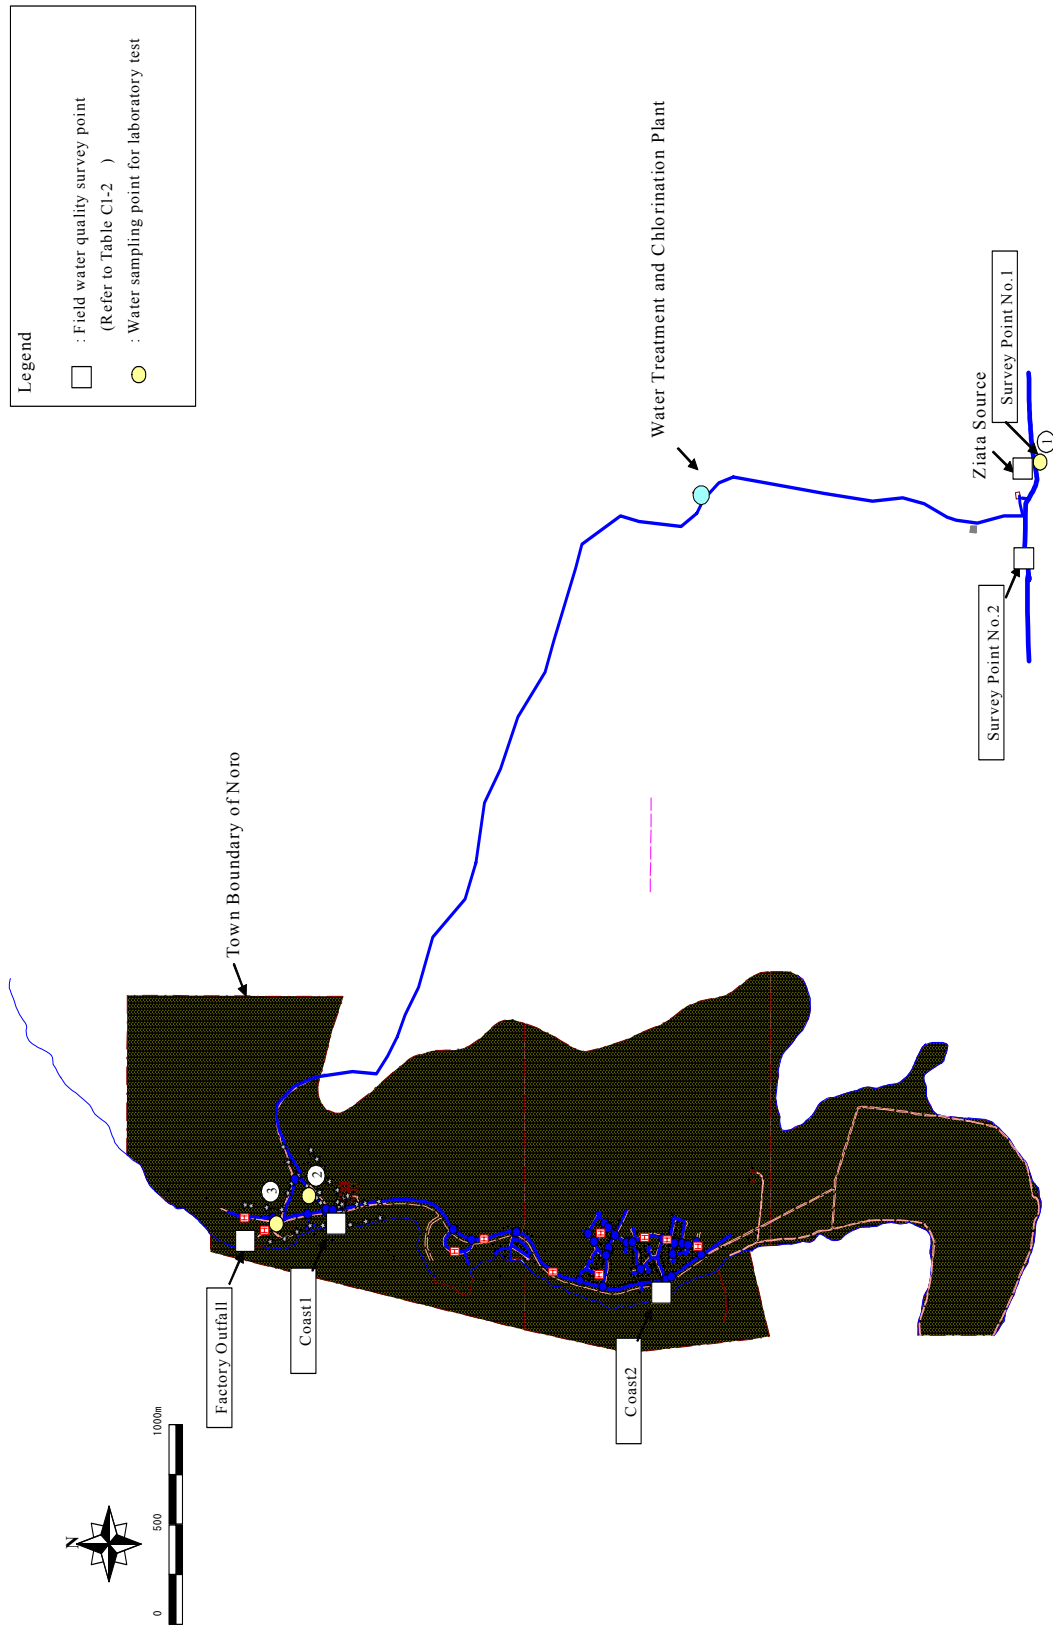 Legend
: Field water quality survey point
(Refer to Table C1-2 )
: Water sampling point for laboratory test
Water Treatment and Chlorination Plant
Ziata Source
Survey Point No.1
1
Survey Point No.2
Town Boundary of Noro
3
2
Factory Outfall
Coast1
Coast2
N
0 500 1000m